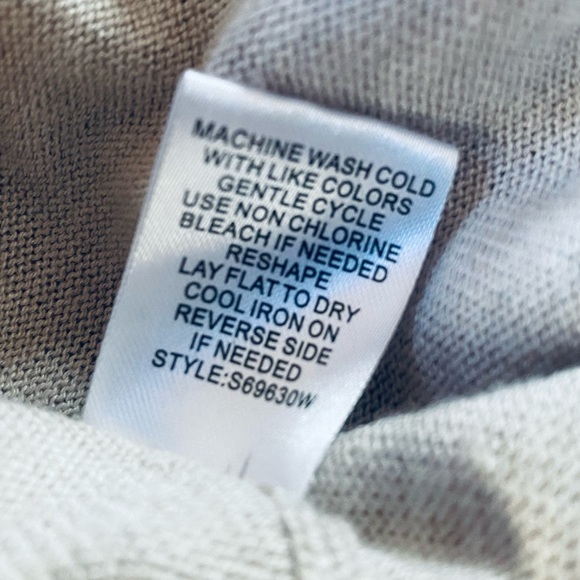 MACHINE WASH COLD
WITH LIKE COLORS
GENTLE CYCLE
USE NON CHLORINE
BLEACH IF NEEDED
RESHAPE
LAY FLAT TO DRY
COOL IRON ON
REVERSE SIDE
IF NEEDED
STYLE:S69630W